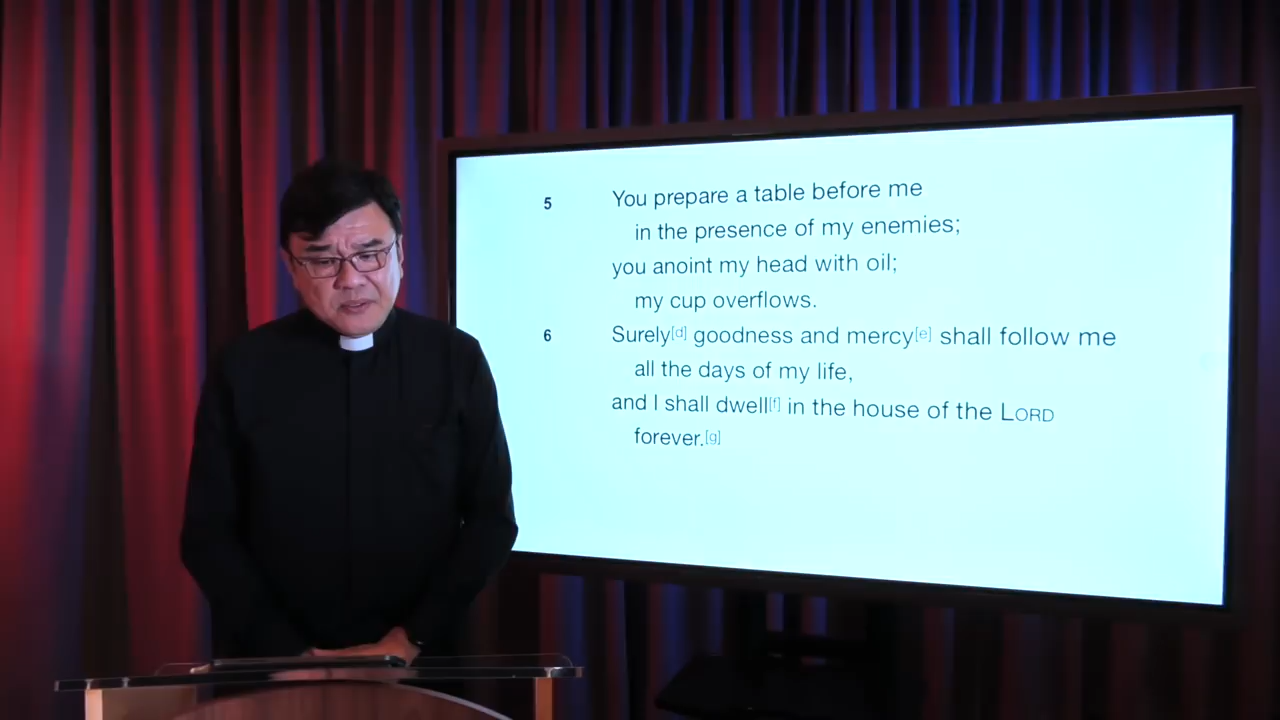 5 You prepare a table before me
in the presence of my enemies;
you anoint my head with oil;
my cup overflows.
6 Surely[d] goodness and mercy[e] shall follow me
all the days of my life,
and I shall dwell[f] in the house of the LORD
forever.[g]